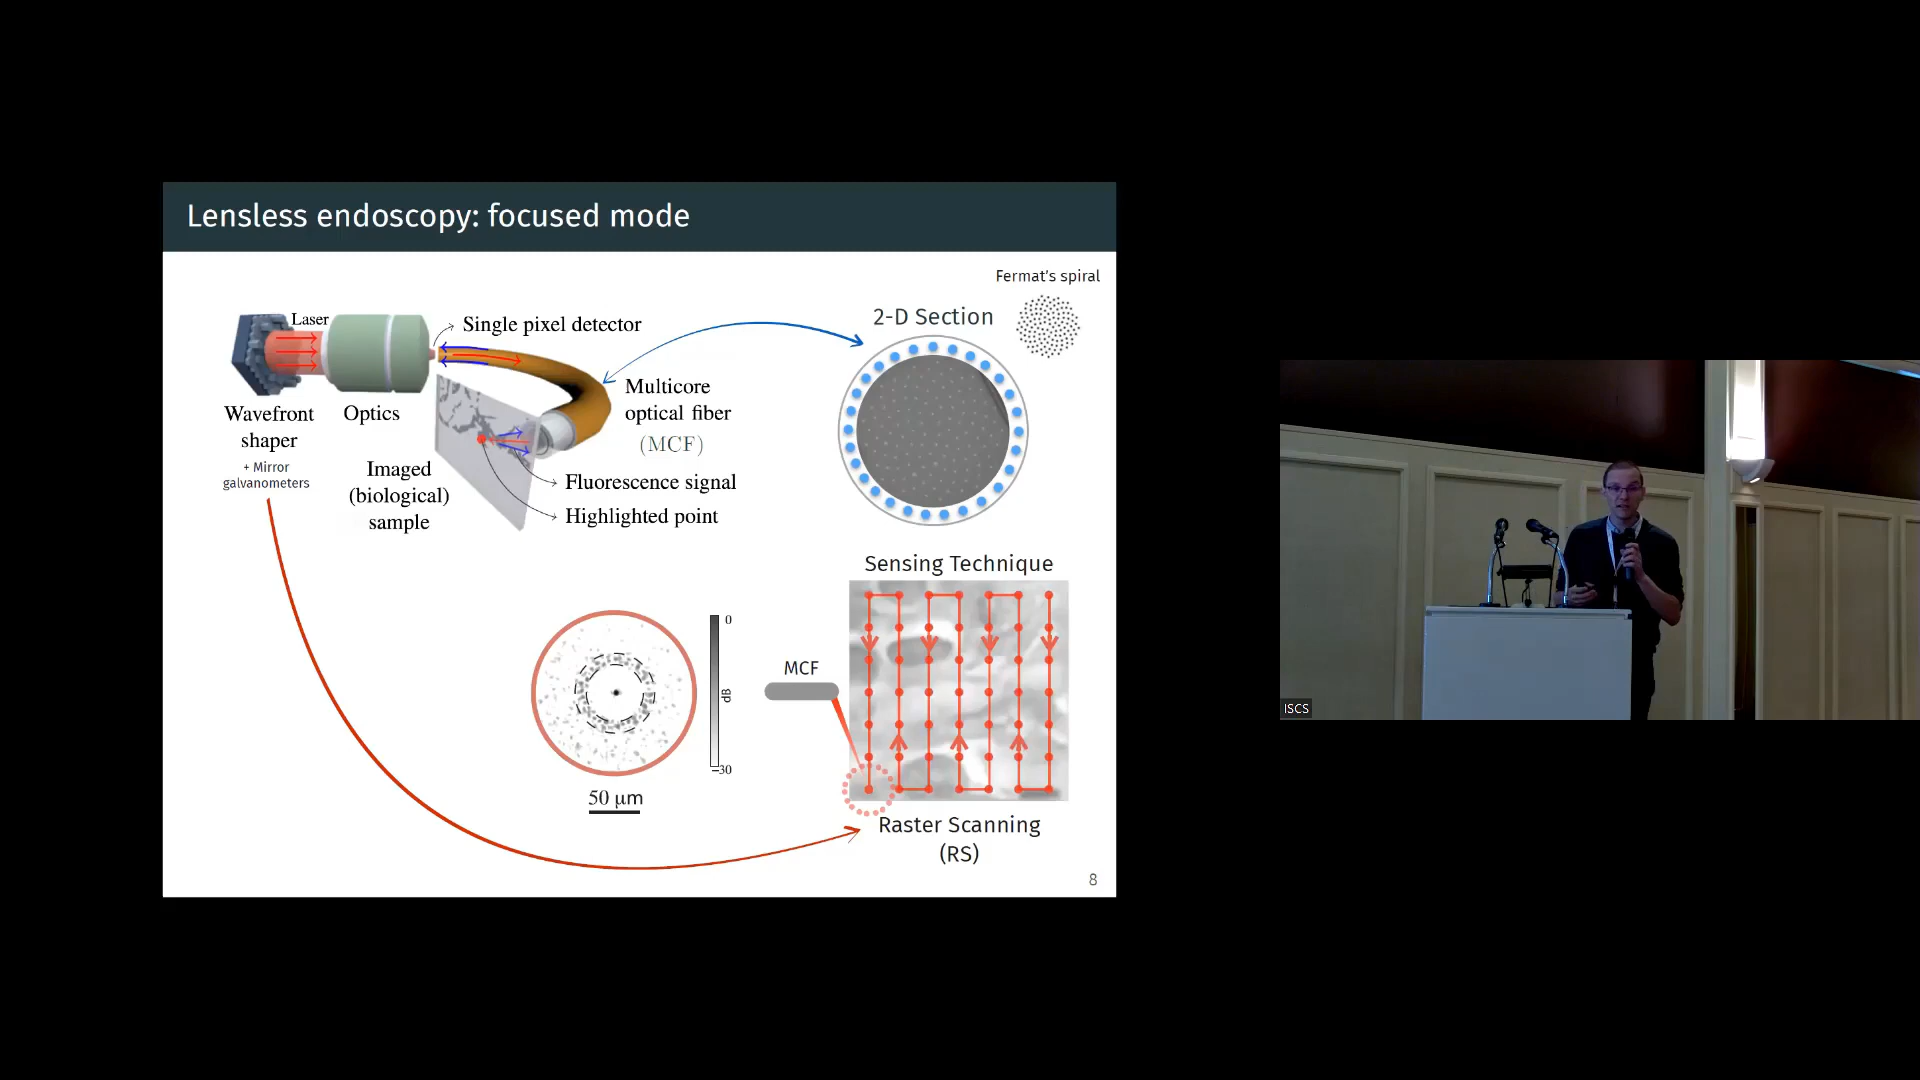 Lensless endoscopy: focused mode
Fermat's spiral
2-D Section
Laser
Single pixel detector
Wavefront
shaper
+ Mirror
galvanometers
Optics
Multicore
optical fiber
(MCF)
Imaged
(biological)
sample
Fluorescence signal
Highlighted point
Sensing Technique
0
dB
−30
50 μm
MCF
Raster Scanning
(RS)
8
ISCS